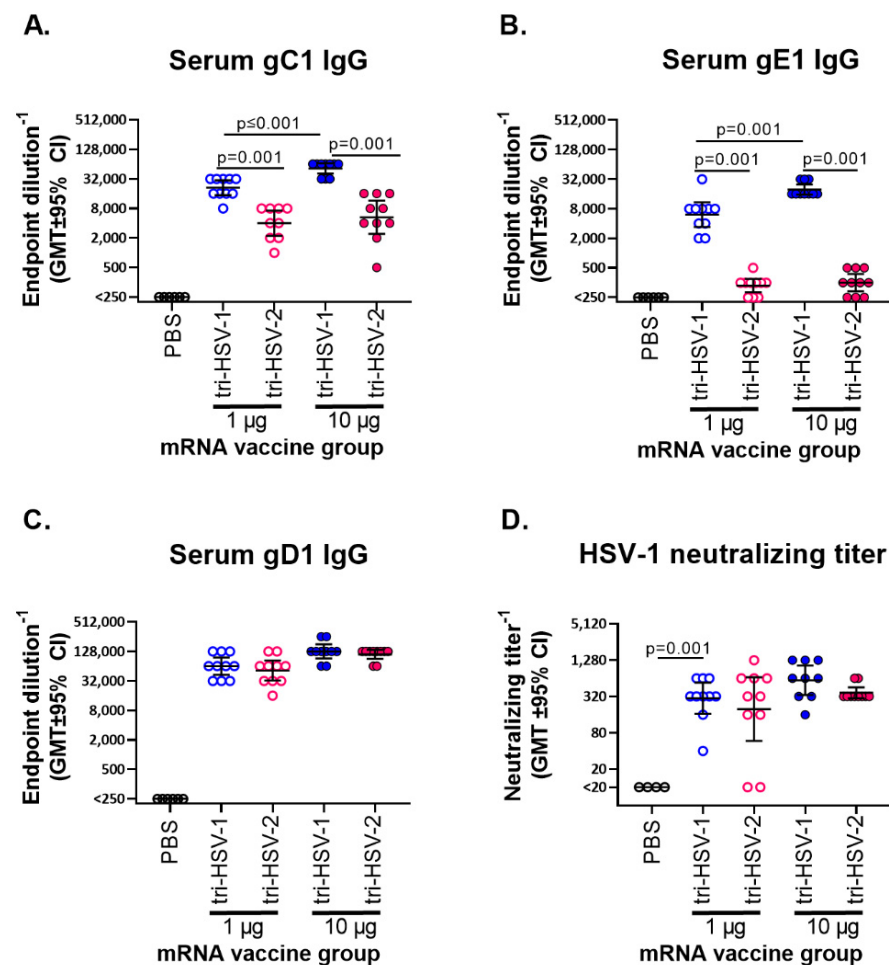 A.
Serum gC1 IgG
Endpoint dilution-1
(GMT±95% CI)
512,000
128,000
32,000
8,000
2,000
500
<250
p≤0.001
p=0.001
p=0.001
PBS
tri-HSV-1
tri-HSV-2
tri-HSV-1
tri-HSV-2
1 µg
10 µg
mRNA vaccine group
B.
Serum gE1 IgG
Endpoint dilution-1
(GMT±95% CI)
512,000
128,000
32,000
8,000
2,000
500
<250
p=0.001
p=0.001
p=0.001
PBS
tri-HSV-1
tri-HSV-2
tri-HSV-1
tri-HSV-2
1 µg
10 µg
mRNA vaccine group
C.
Serum gD1 IgG
Endpoint dilution-1
(GMT±95% CI)
512,000
128,000
32,000
8,000
2,000
500
<250
PBS
tri-HSV-1
tri-HSV-2
tri-HSV-1
tri-HSV-2
1 µg
10 µg
mRNA vaccine group
D.
HSV-1 neutralizing titer
Neutralizing titer-1
(GMT ±95% CI)
5,120
1,280
320
80
20
<20
p=0.001
PBS
tri-HSV-1
tri-HSV-2
tri-HSV-1
tri-HSV-2
1 µg
10 µg
mRNA vaccine group